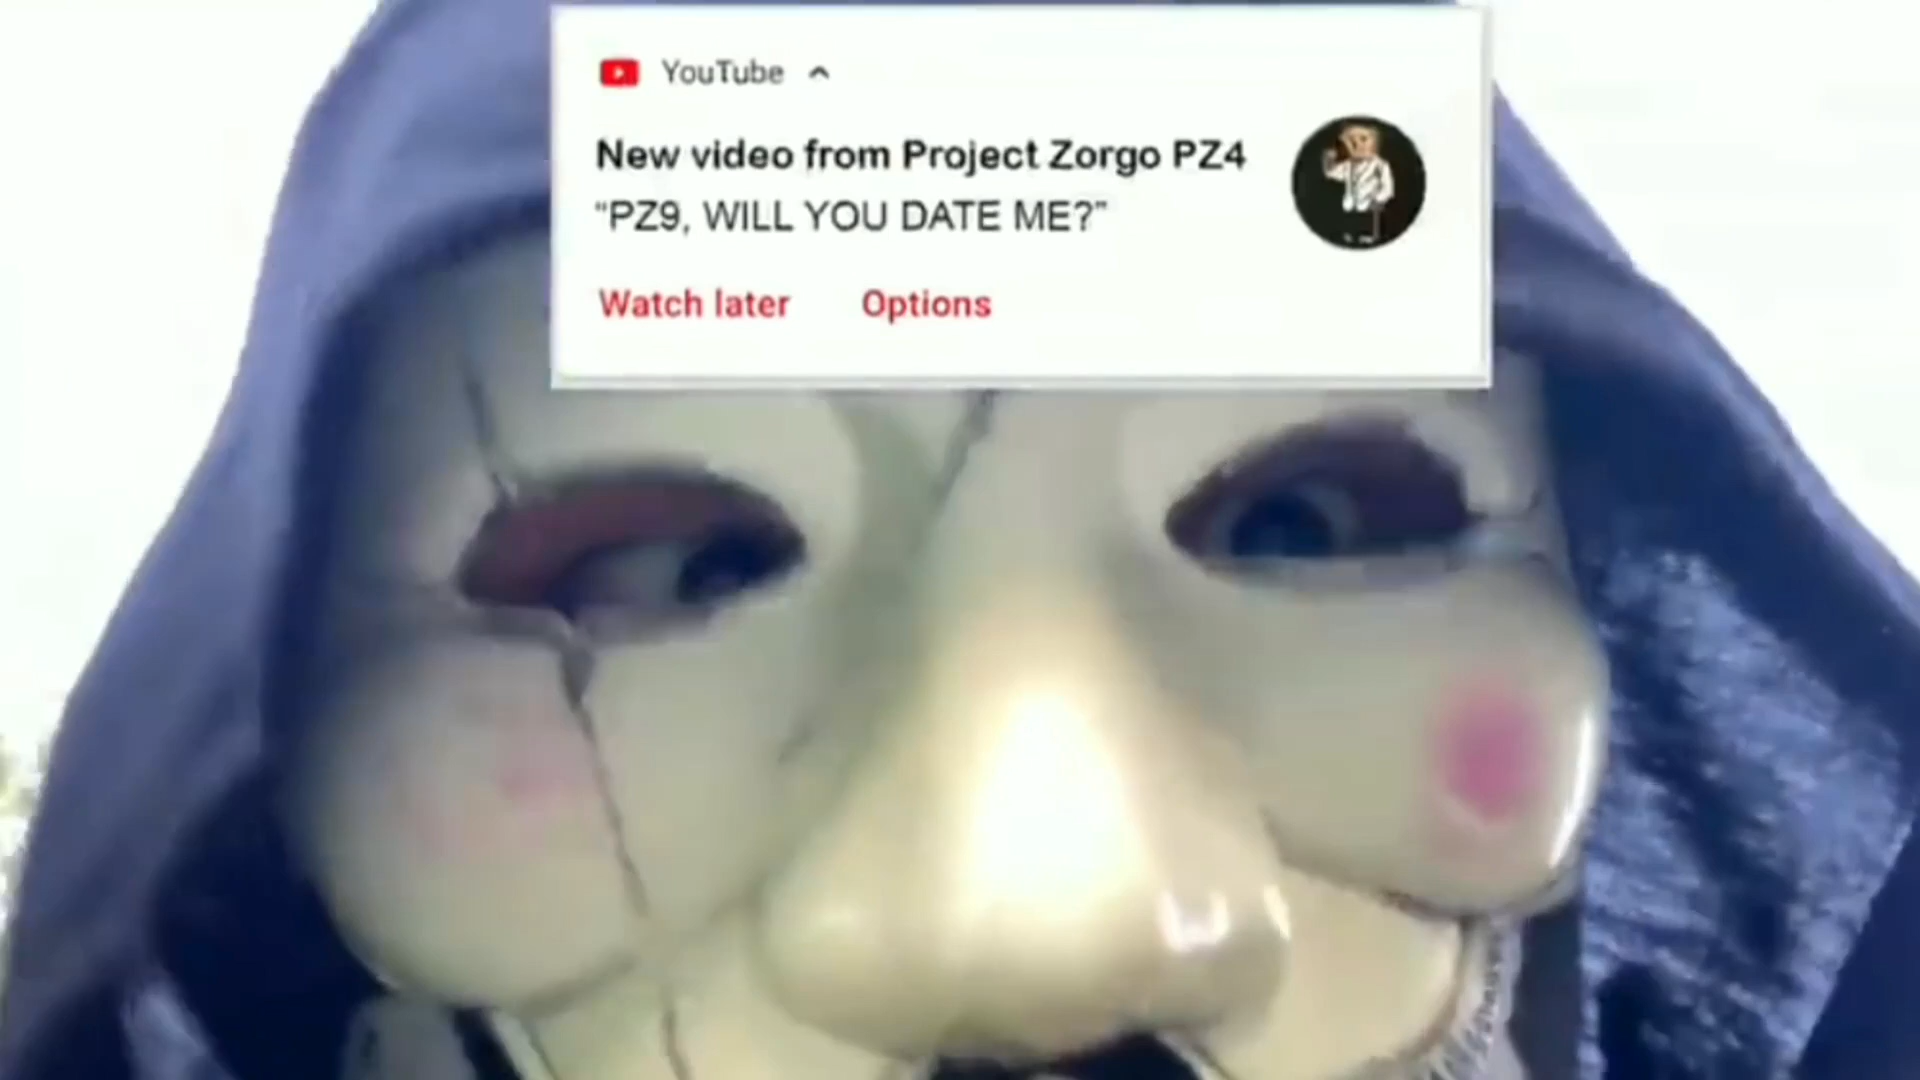 YouTube
New video from Project Zorgo PZ4
“PZ9, WILL YOU DATE ME?”
Watch later Options